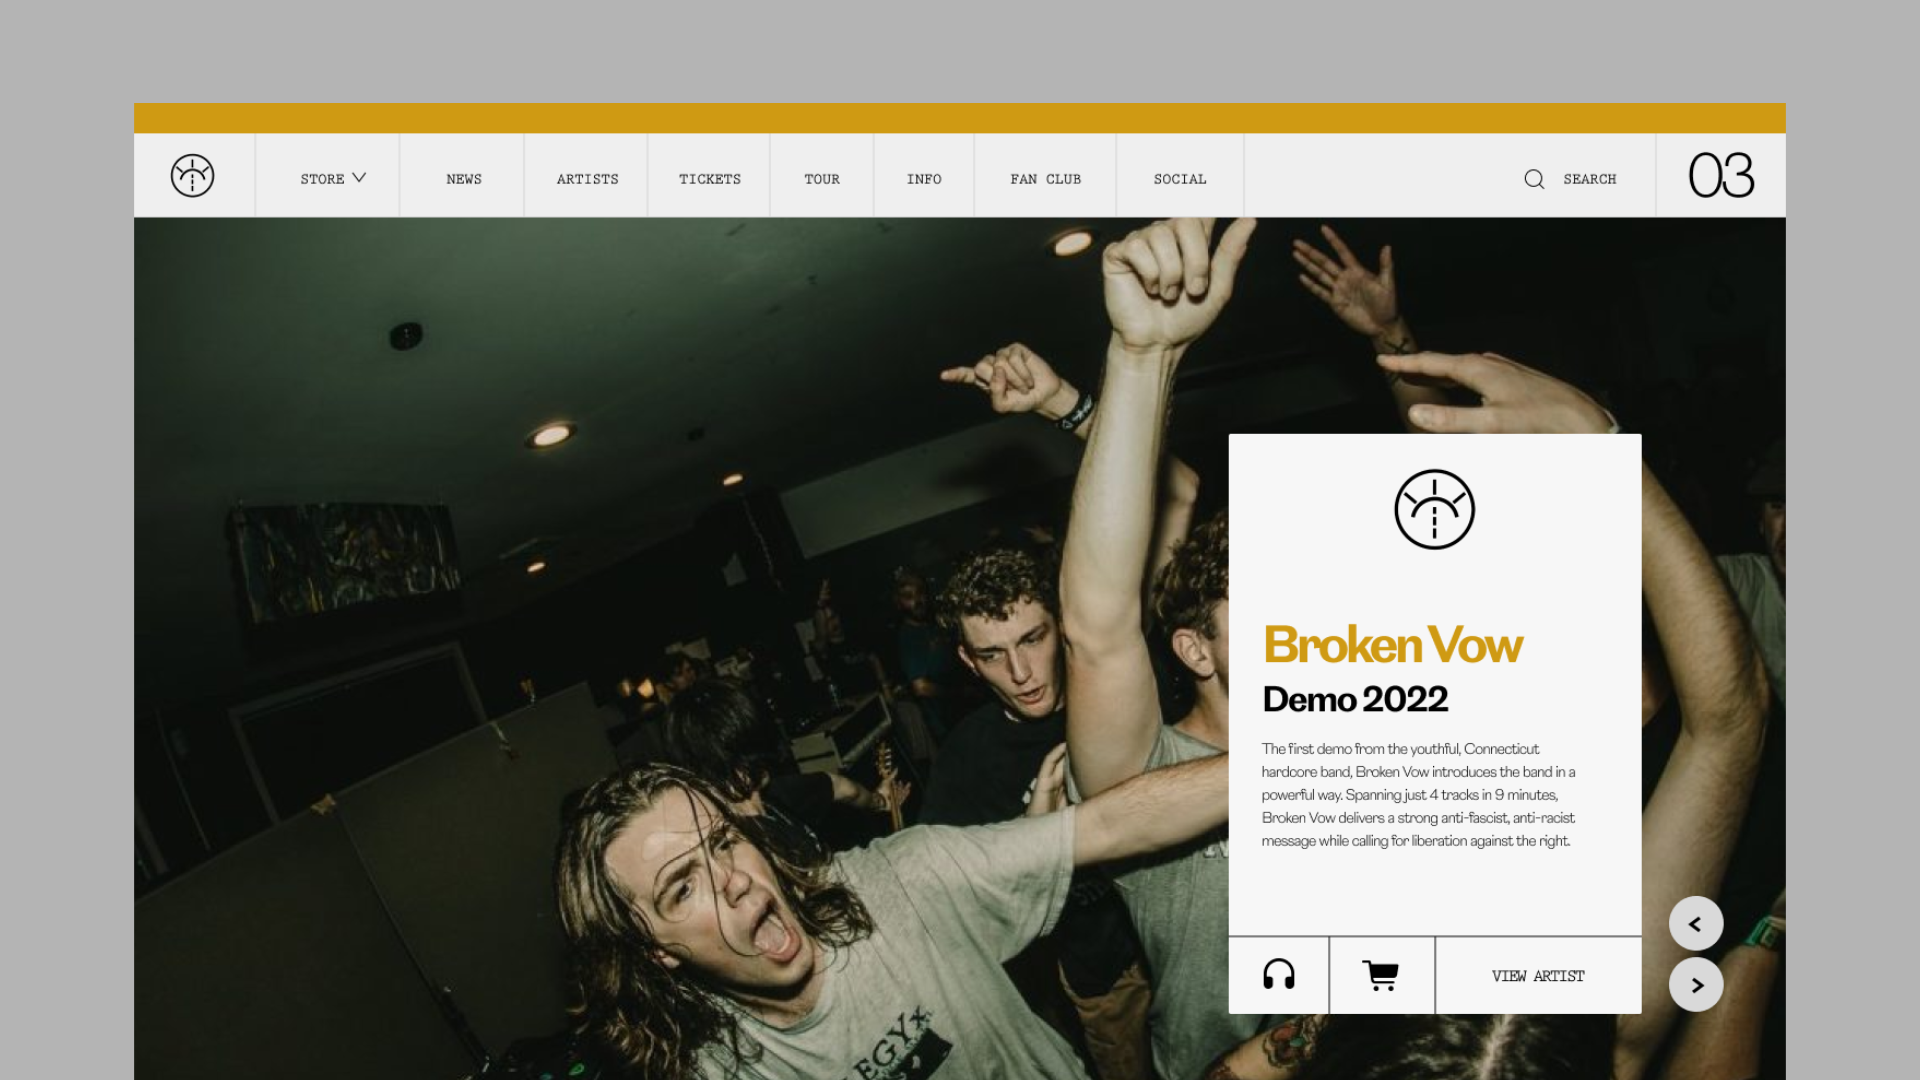 STORE
NEWS
ARTISTS
TICKETS
TOUR
INFO
FAN CLUB
SOCIAL
SEARCH
03
Broken Vow
Demo 2022
The first demo from the youthful, Connecticut
hardcore band, Broken Vow introduces the band in a
powerful way. Spanning just 4 tracks in 9 minutes,
Broken Vow delivers a strong anti-fascist, anti-racist
message while calling for liberation against the right.
<
>
VIEW ARTIST
EGYx